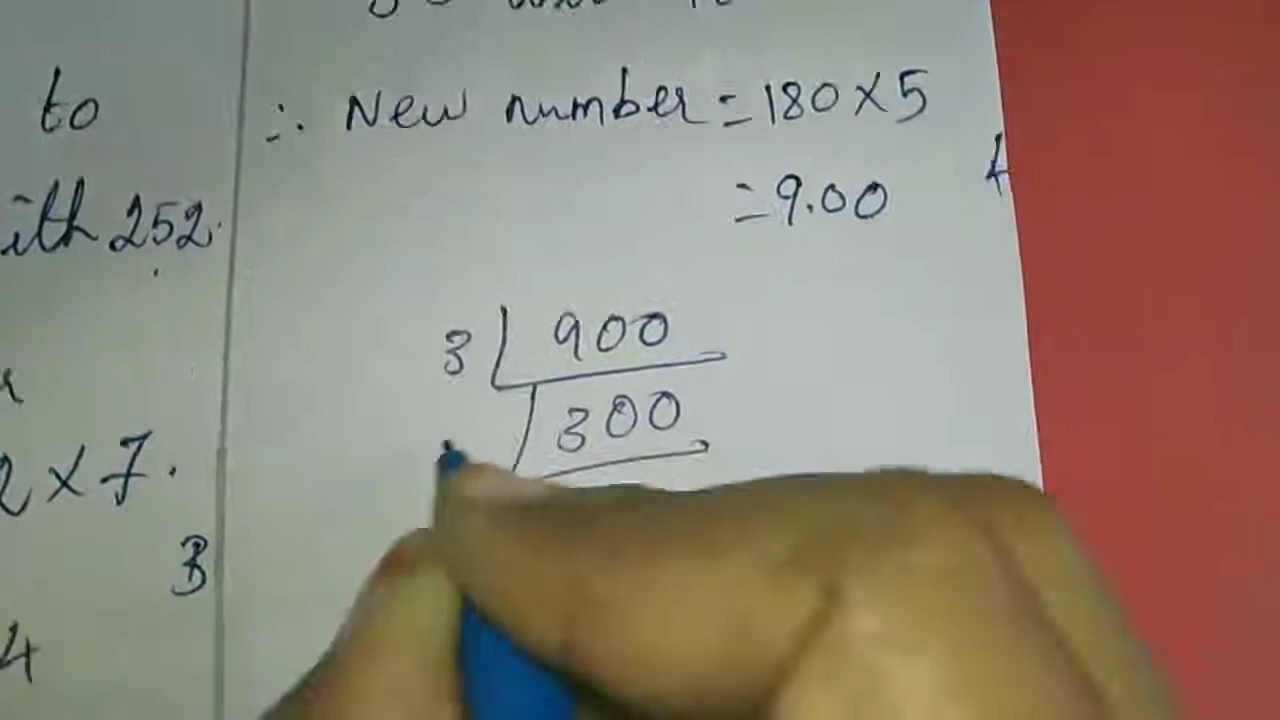 to
ith 252.
2 × 7.
3
4
∴ New number = 180 × 5
= 9.00
3 | 900
300